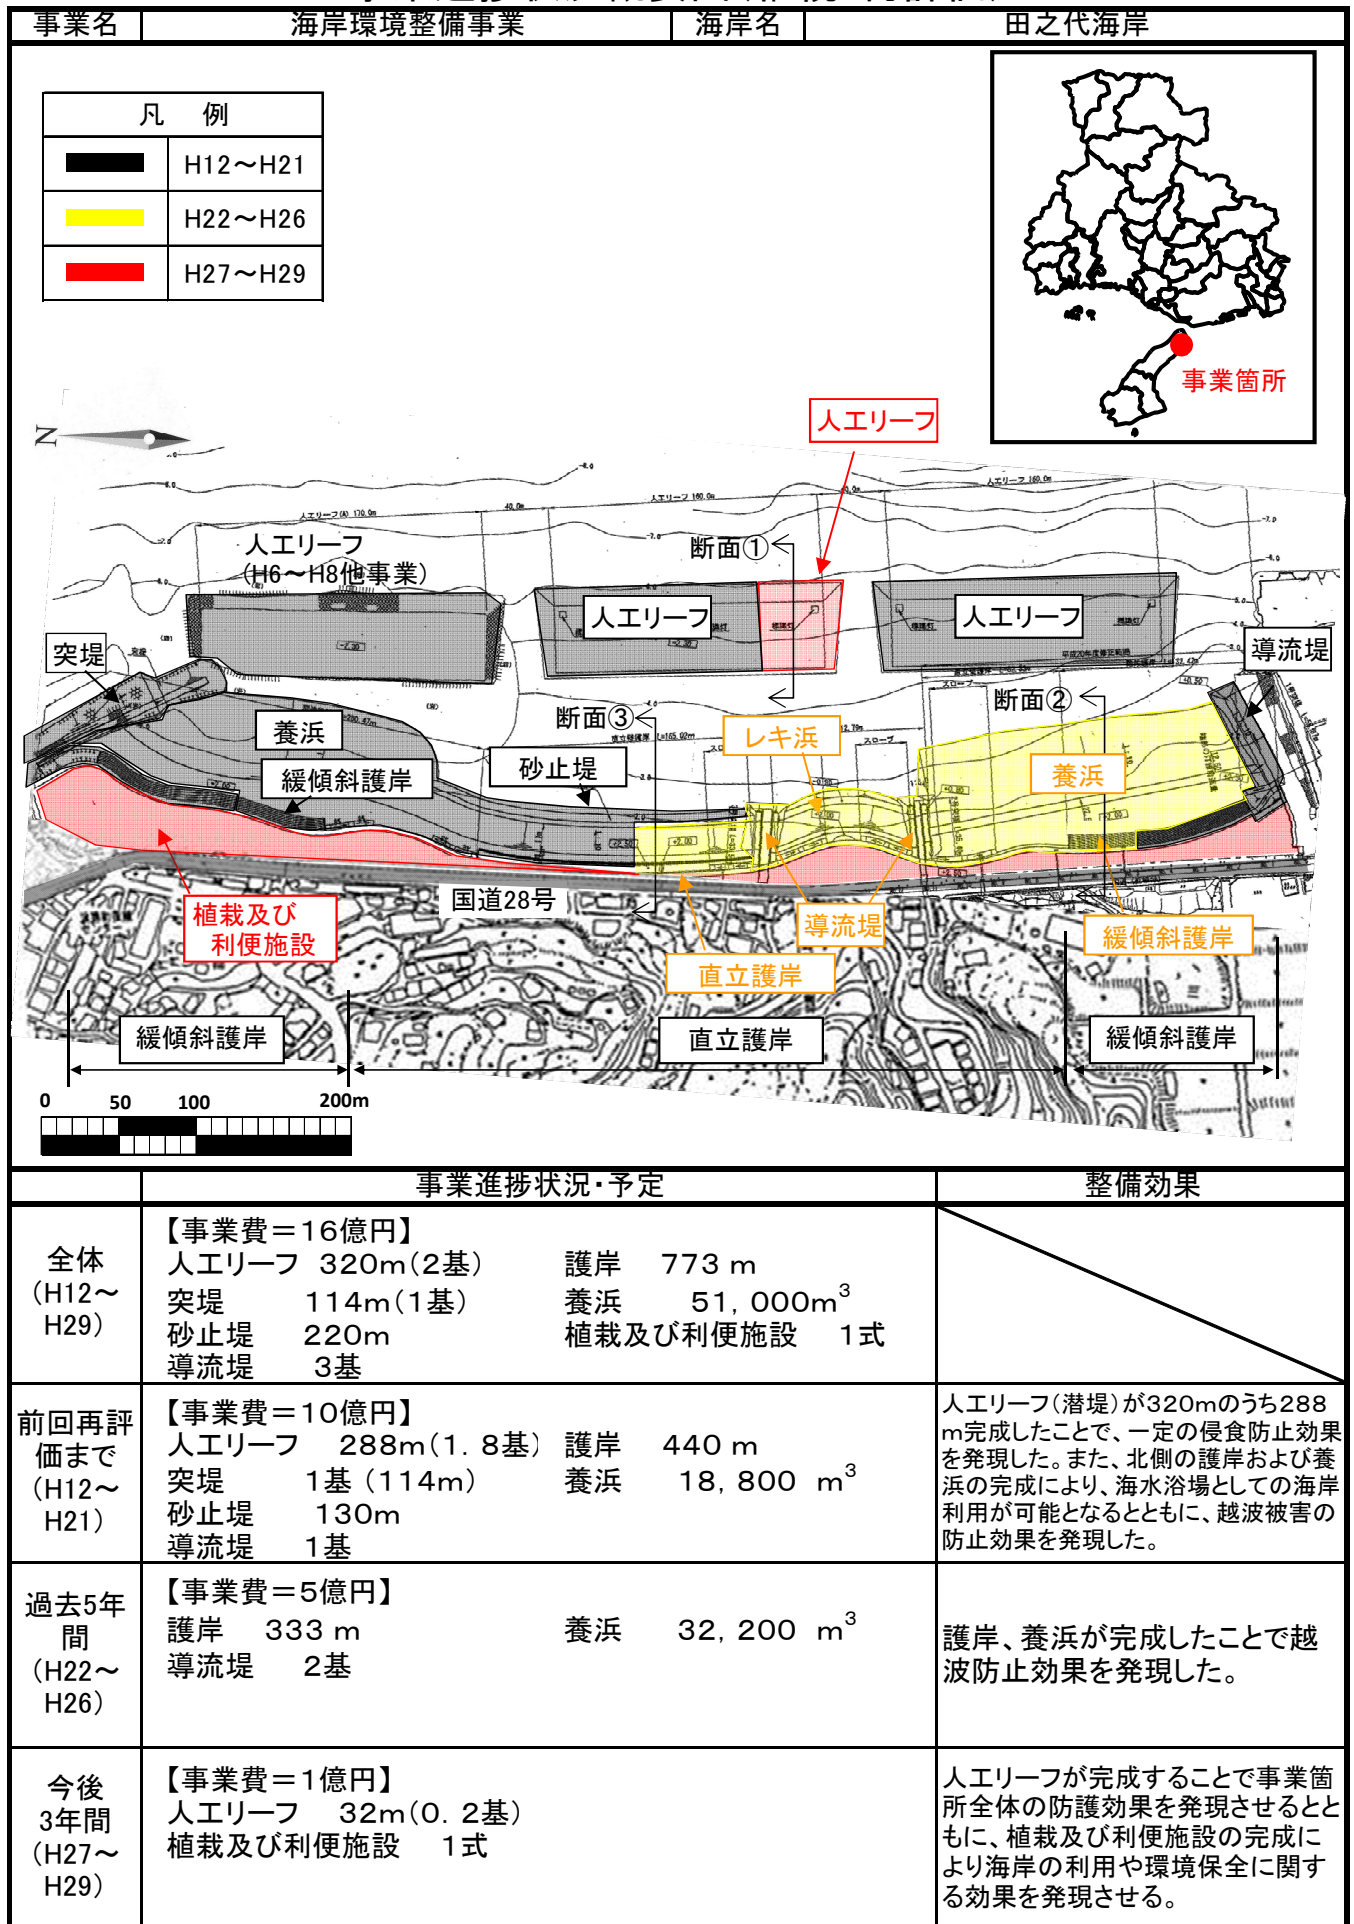 事業名 海岸環境整備事業 海岸名 田之代海岸
凡 例
H12～H21
H22～H26
H27～H29
事業箇所
N
人工リーフ
人工リーフ(A) 170.0m
40.0m
人工リーフ 160.0m
人工リーフ 160.0m
人工リーフ
(H6～H8他事業)
断面①
人工リーフ
人工リーフ
突堤
導流堤
養浜
断面③
レキ浜
断面②
砂止堤
養浜
緩傾斜護岸
国道28号
植栽及び
利便施設
導流堤
緩傾斜護岸
直立護岸
緩傾斜護岸
直立護岸
緩傾斜護岸
0 50 100 200m
事業進捗状況・予定 整備効果
全体
(H12～
H29)
【事業費＝16億円】
人工リーフ 320m(2基) 護岸 773 m
突堤 114m(1基) 養浜 51,000m³
砂止堤 220m 植栽及び利便施設 1式
導流堤 3基
前回再評
価まで
(H12～
H21)
【事業費＝10億円】
人工リーフ 288m(1.8基) 護岸 440 m
突堤 1基 (114m) 養浜 18,800 m³
砂止堤 130m
導流堤 1基
人工リーフ(潜堤)が320mのうち288
m完成したことで、一定の侵食防止効果
を発現した。また、北側の護岸および養
浜の完成により、海水浴場としての海岸
利用が可能となるとともに、越波被害の
防止効果を発現した。
過去5年
間
(H22～
H26)
【事業費＝5億円】
護岸 333 m 養浜 32,200 m³
導流堤 2基
護岸、養浜が完成したことで越
波防止効果を発現した。
今後
3年間
(H27～
H29)
【事業費＝1億円】
人工リーフ 32m(0.2基)
植栽及び利便施設 1式
人工リーフが完成することで事業箇
所全体の防護効果を発現させるとと
もに、植栽及び利便施設の完成に
より海岸の利用や環境保全に関す
る効果を発現させる。